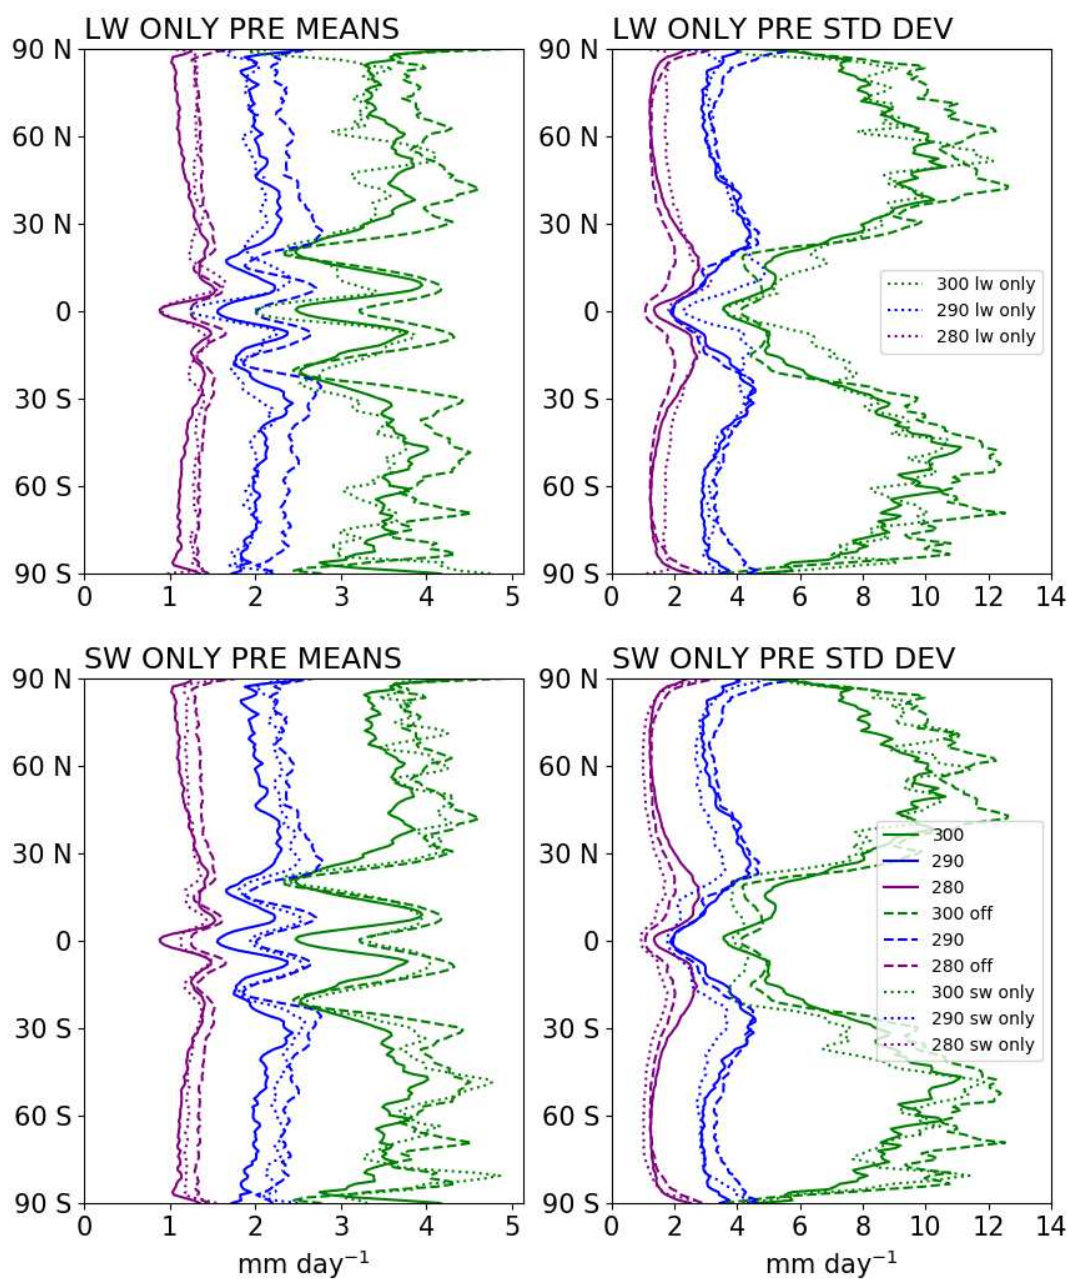 LW ONLY PRE MEANS
90 N
60 N
30 N
0
30 S
60 S
90 S
0 1 2 3 4 5
LW ONLY PRE STD DEV
90 N
60 N
30 N
0
30 S
60 S
90 S
300 lw only
290 lw only
280 lw only
0 2 4 6 8 10 12 14
SW ONLY PRE MEANS
90 N
60 N
30 N
0
30 S
60 S
90 S
0 1 2 3 4 5
mm day⁻¹
SW ONLY PRE STD DEV
90 N
60 N
30 N
0
30 S
60 S
90 S
300
290
280
300 off
290
280 off
300 sw only
290 sw only
280 sw only
0 2 4 6 8 10 12 14
mm day⁻¹